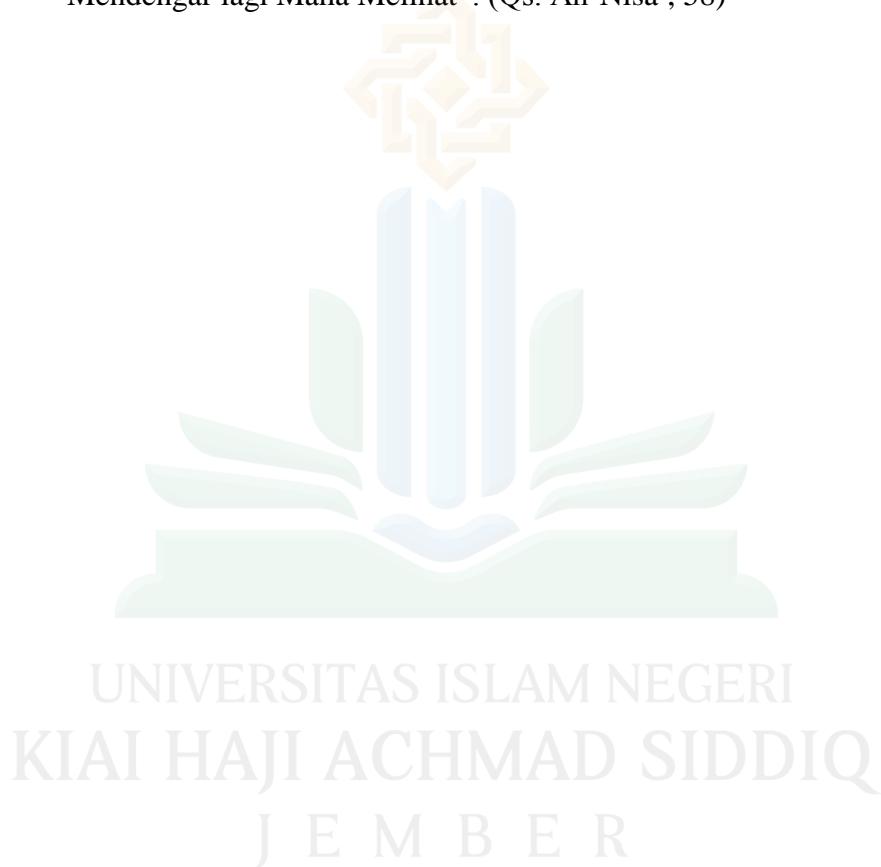 Mendengar lagi Maha Melihat". (Qs. An-Nisa', 58)
UNIVERSITAS ISLAM NEGERI
KIAI HAJI ACHMAD SIDDIQ
J E M B E R